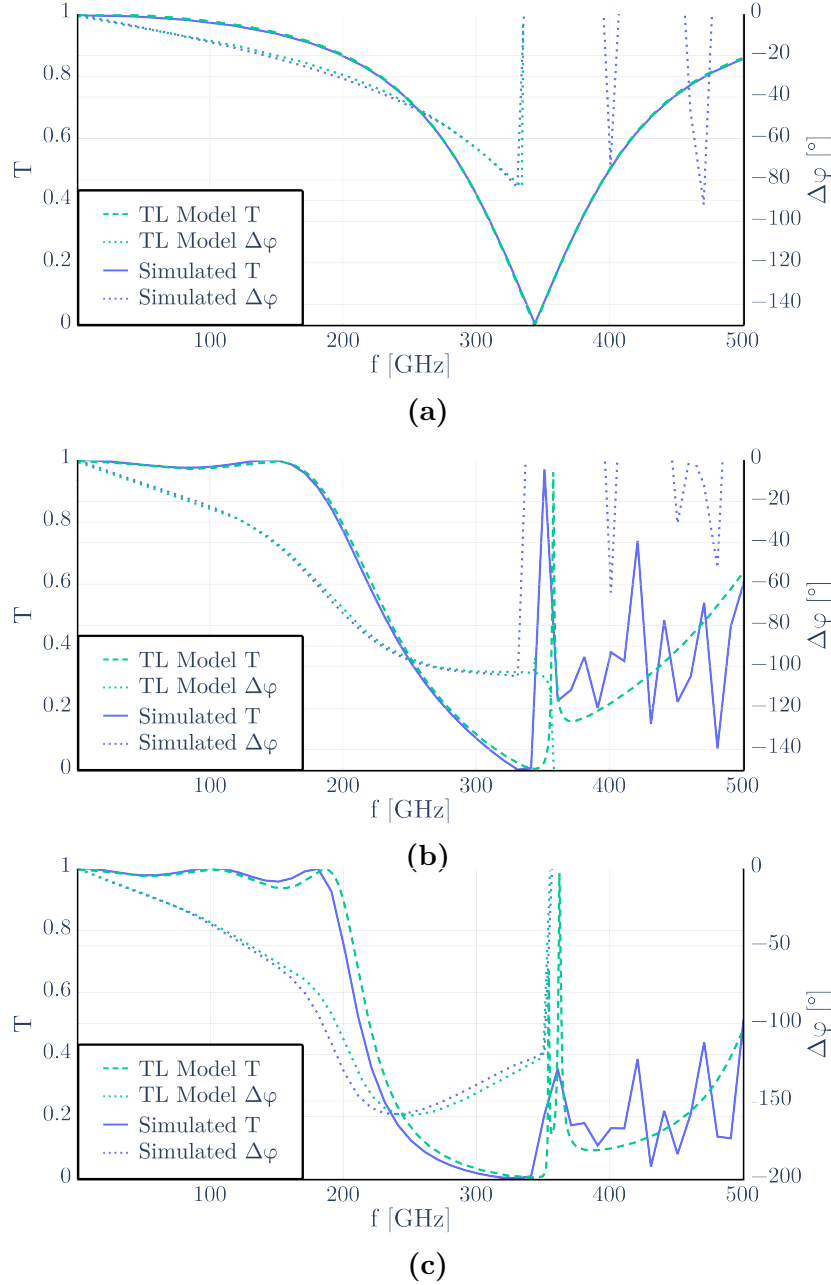 1
0.8
0.6
0.4
0.2
0
T
0
−20
−40
−60
−80
−100
−120
−140
Δφ [°]
TL Model T
TL Model Δφ
Simulated T
Simulated Δφ
100 200 300 400 500
f [GHz]
(a)
1
0.8
0.6
0.4
0.2
0
T
0
−20
−40
−60
−80
−100
−120
−140
Δφ [°]
TL Model T
TL Model Δφ
Simulated T
Simulated Δφ
100 200 300 400 500
f [GHz]
(b)
1
0.8
0.6
0.4
0.2
0
T
0
−50
−100
−150
−200
Δφ [°]
TL Model T
TL Model Δφ
Simulated T
Simulated Δφ
100 200 300 400 500
f [GHz]
(c)